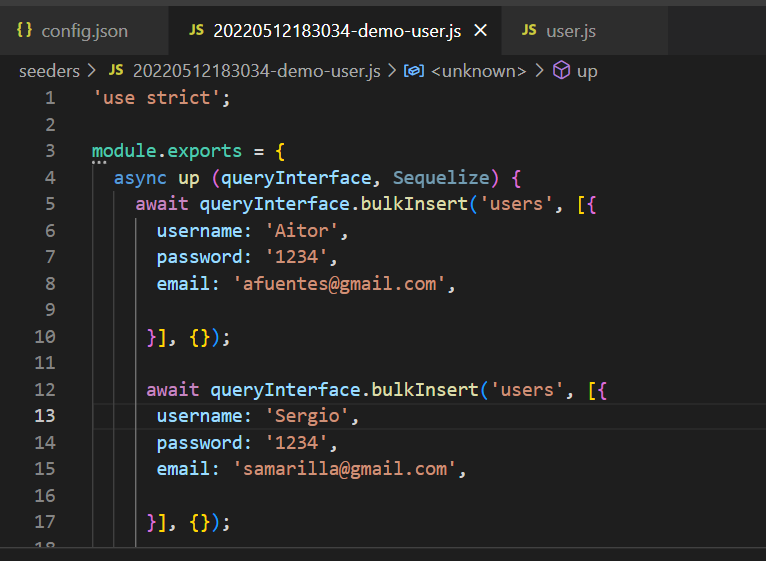 {} config.json JS 20220512183034-demo-user.js × JS user.js
seeders > JS 20220512183034-demo-user.js > <unknown> > up
1 'use strict';
2
3 module.exports = {
4 async up (queryInterface, Sequelize) {
5 await queryInterface.bulkInsert('users', [{
6 username: 'Aitor',
7 password: '1234',
8 email: 'afuentes@gmail.com',
9
10 }], {});
11
12 await queryInterface.bulkInsert('users', [{
13 username: 'Sergio',
14 password: '1234',
15 email: 'samarilla@gmail.com',
16
17 }], {});
18